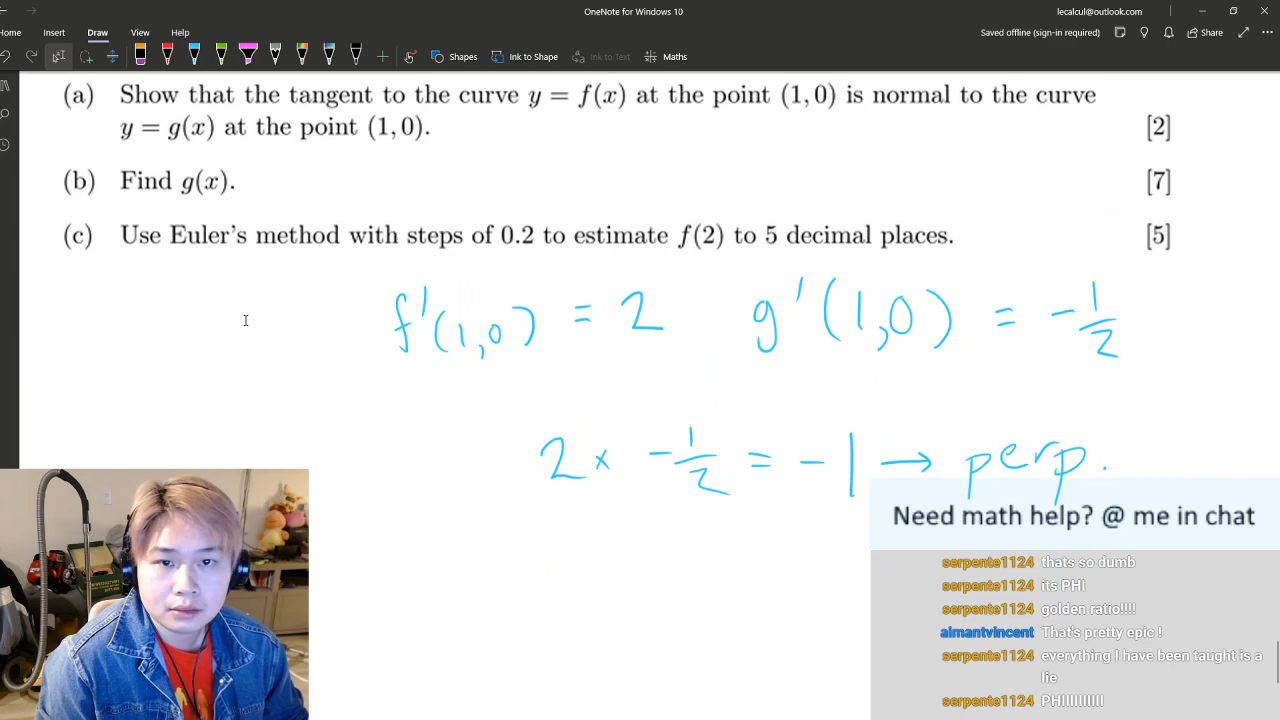 OneNote for Windows 10
lecalcul@outlook.com
Home Insert Draw View Help
Saved offline (sign-in required)
Share
Shapes
Ink to Shape
Ink to Text
Maths
(a) Show that the tangent to the curve y = f(x) at the point (1, 0) is normal to the curve
y = g(x) at the point (1, 0). [2]
(b) Find g(x). [7]
(c) Use Euler's method with steps of 0.2 to estimate f(2) to 5 decimal places. [5]
f'(1,0) = 2 g'(1,0) = -1/2
2 × -1/2 = -1 → perp.
Need math help? @ me in chat
serpente1124 thats so dumb
serpente1124 its PHI
serpente1124 golden ratio!!!!
aimantvincent That's pretty epic !
serpente1124 everything I have been taught is a
lie
serpente1124 PHIIIIIIIIII